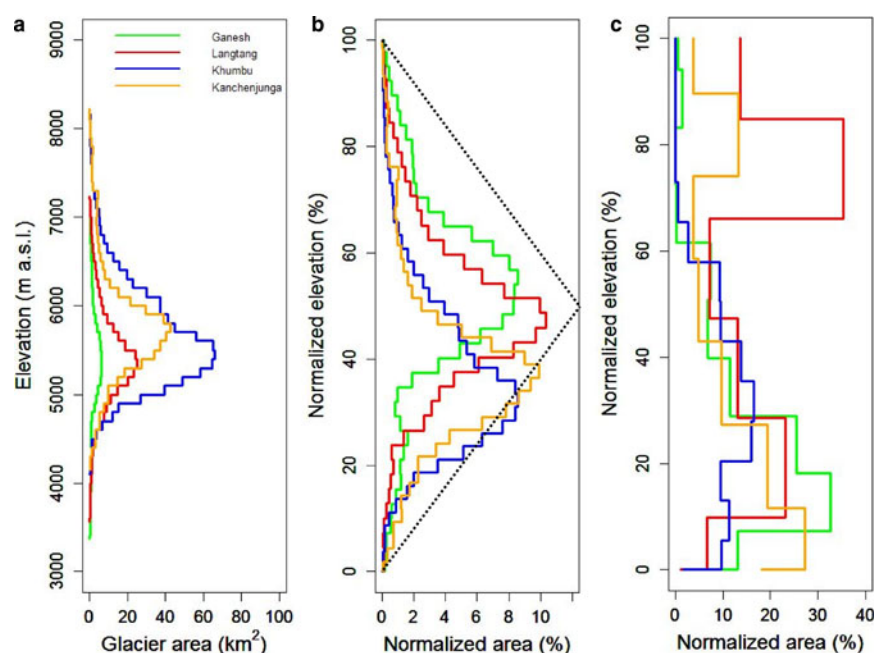 a
Ganesh
Langtang
Khumbu
Kanchenjunga
Elevation (m a.s.l.)
9000
8000
7000
6000
5000
4000
3000
0 20 40 60 80 100
Glacier area (km²)
b
Normalized elevation (%)
100
80
60
40
20
0
0 2 4 6 8 10
Normalized area (%)
c
Normalized elevation (%)
100
80
60
40
20
0
0 10 20 30 40
Normalized area (%)